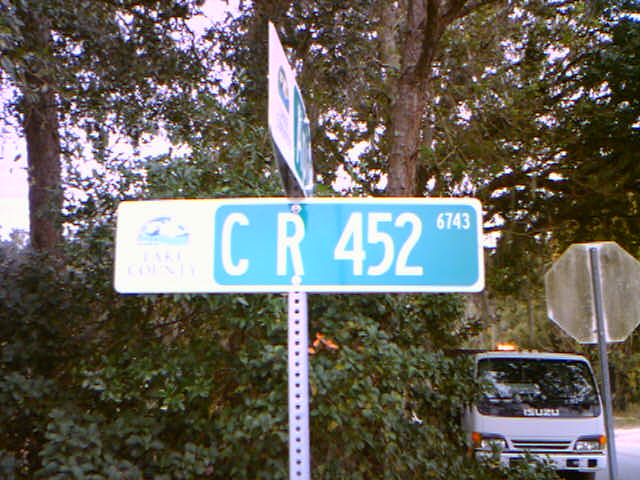 LAKE
COUNTY
C R 452 6743
ISUZU